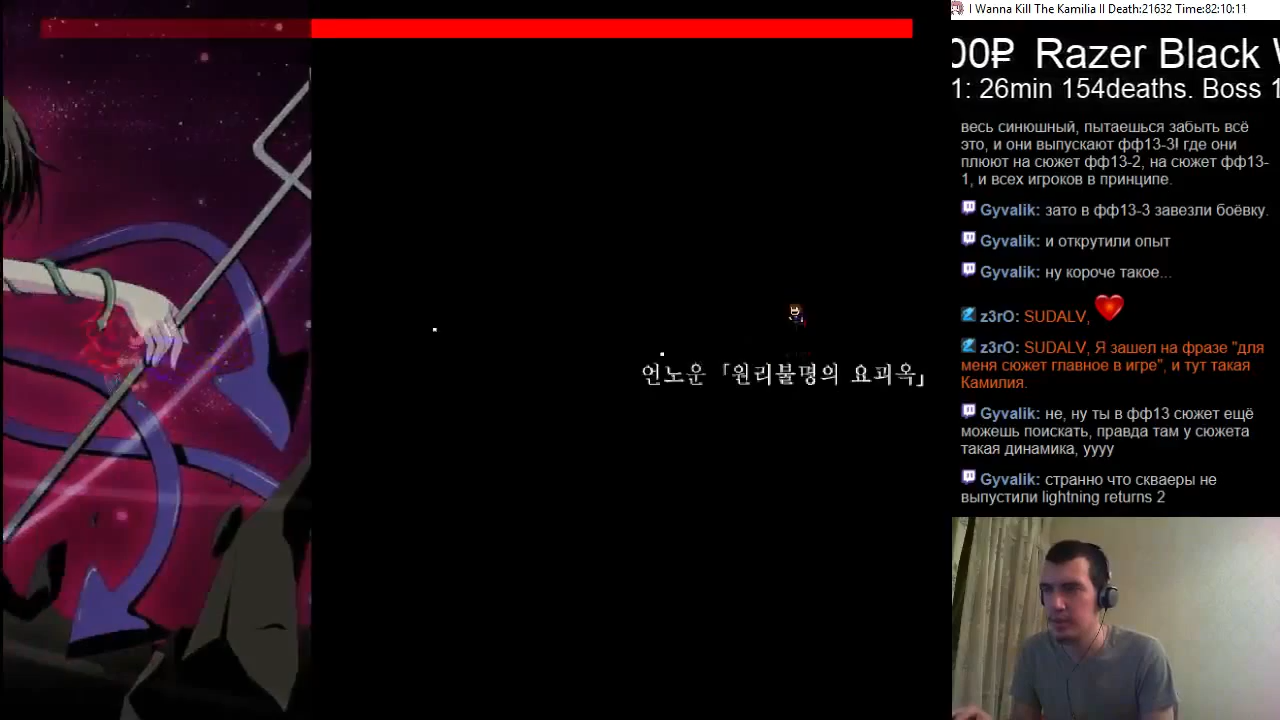 I Wanna Kill The Kamilia II Death:21632 Time:82:10:11
00₽ Razer Black
1: 26min 154deaths. Boss 1
весь синюшный, пытаешься забыть всё
это, и они выпускают фф13-3! где они
плюют на сюжет фф13-2, на сюжет фф13-
1, и всех игроков в принципе.
Gyvalik: зато в фф13-3 завезли боёвку.
Gyvalik: и открутили опыт
Gyvalik: ну короче такое...
z3rO: SUDALV,
z3rO: SUDALV, Я зашел на фразе "для
меня сюжет главное в игре", и тут такая
Камилия.
Gyvalik: не, ну ты в фф13 сюжет ещё
можешь поискать, правда там у сюжета
такая динамика, уууу
Gyvalik: странно что скваеры не
выпустили lightning returns 2
언노운「원리불명의 요괴옥」